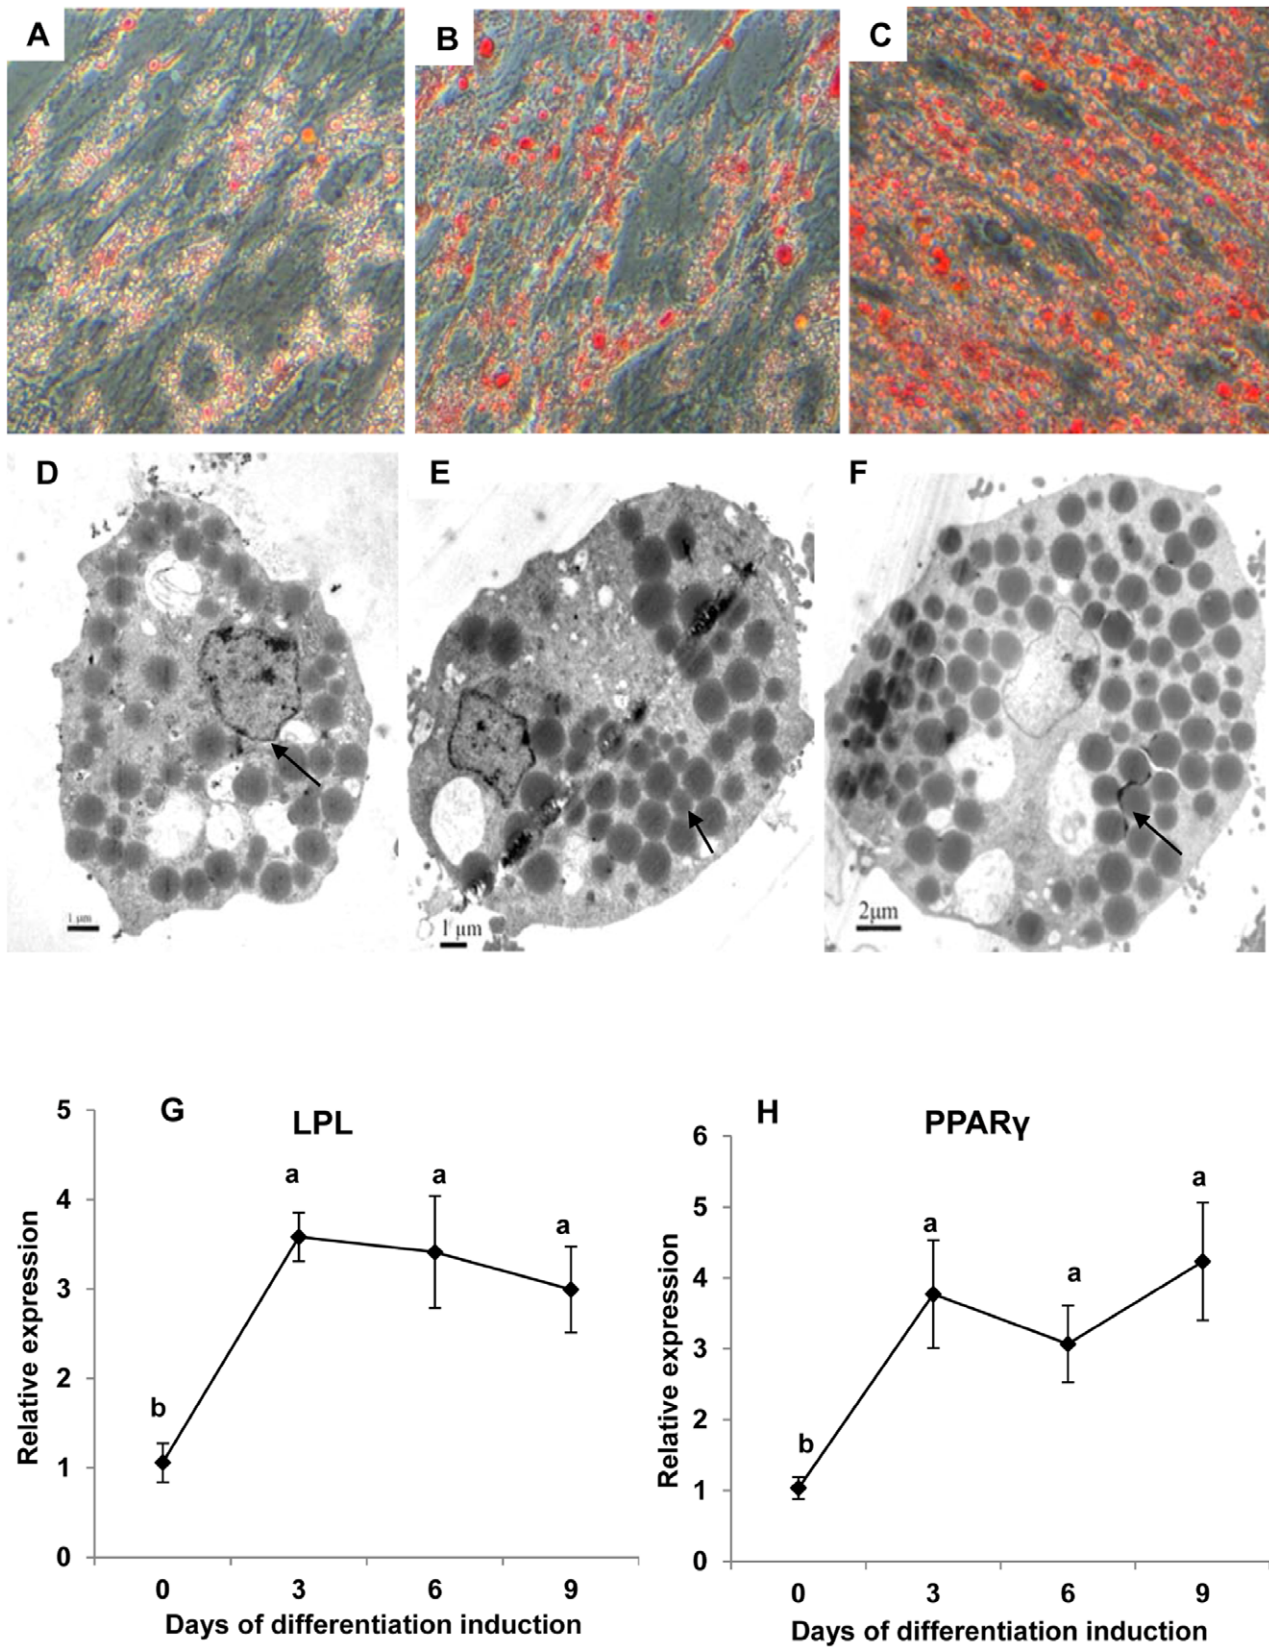 A
B
C
D
E
F
1 µm
1 µm
2µm
G
LPL
5
4
3
2
1
0
Relative expression
b
a
a
a
0 3 6 9
Days of differentiation induction
H
PPARγ
6
5
4
3
2
1
0
Relative expression
b
a
a
a
0 3 6 9
Days of differentiation induction